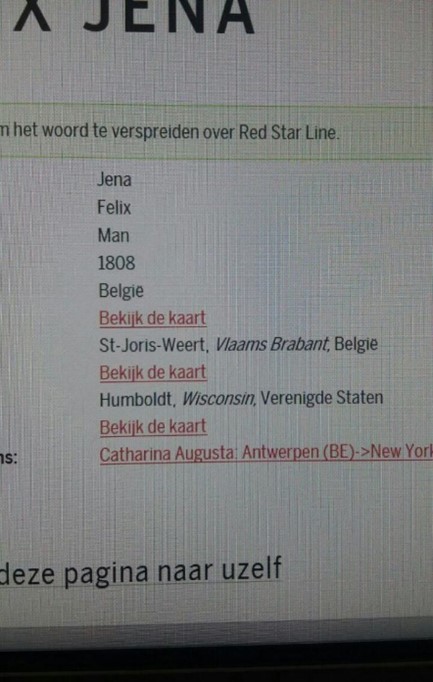 X JENA
m het woord te verspreiden over Red Star Line.
Jena
Felix
Man
1808
België
Bekijk de kaart
St-Joris-Weert, Vlaams Brabant, België
Bekijk de kaart
Humboldt, Wisconsin, Verenigde Staten
Bekijk de kaart
ns: Catharina Augusta: Antwerpen (BE)->New York
deze pagina naar uzelf